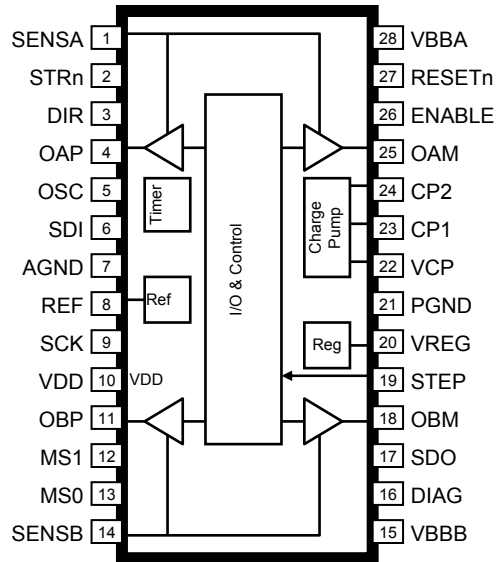 SENSA 1 28 VBBA
STRn 2 27 RESETn
DIR 3 26 ENABLE
OAP 4 25 OAM
OSC 5 Timer 24 CP2
SDI 6 I/O & Control Charge Pump 23 CP1
AGND 7 22 VCP
REF 8 Ref 21 PGND
SCK 9 Reg 20 VREG
VDD 10 VDD 19 STEP
OBP 11 18 OBM
MS1 12 17 SDO
MS0 13 16 DIAG
SENSB 14 15 VBBB